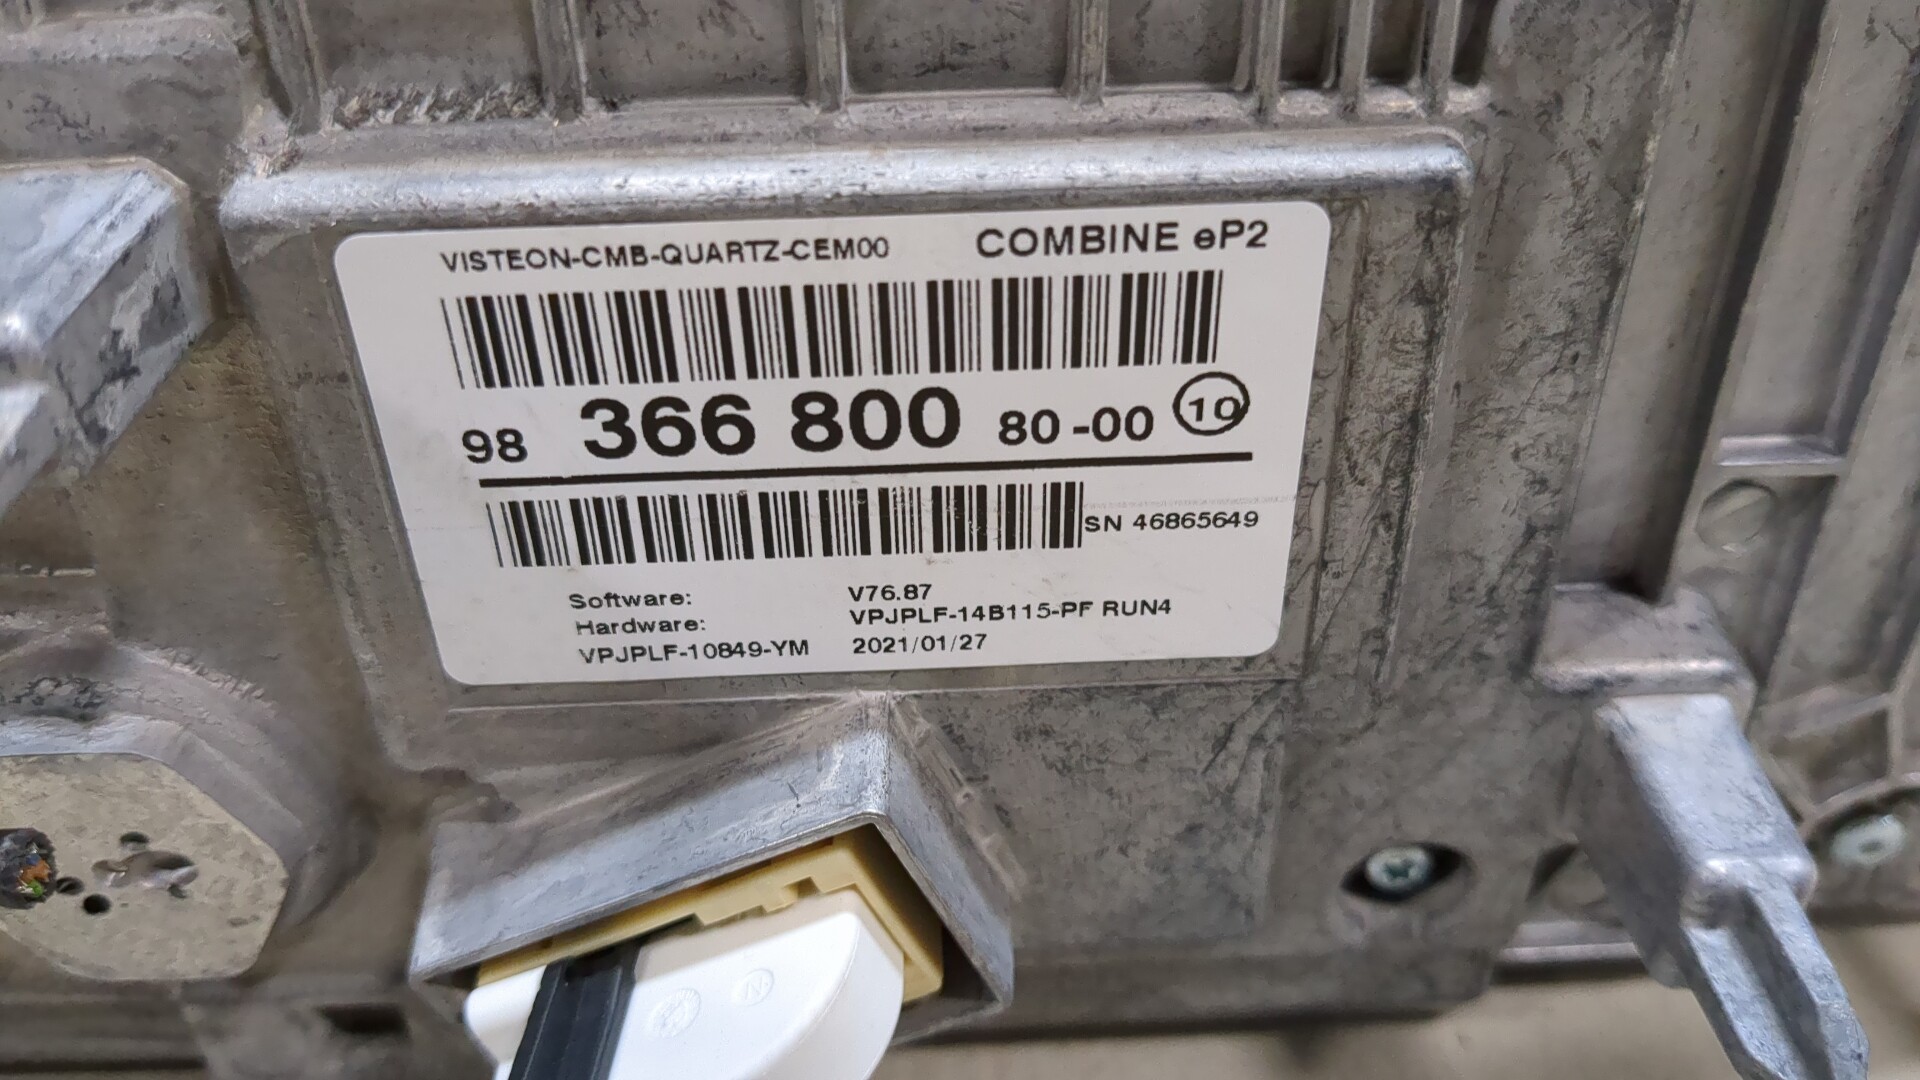 VISTEON-CMB-QUARTZ-CEM00 COMBINE eP2
98 366 800 80-00 10
SN 46865649
Software: V76.87
Hardware: VPJPLF-14B115-PF RUN4
VPJPLF-10849-YM 2021/01/27